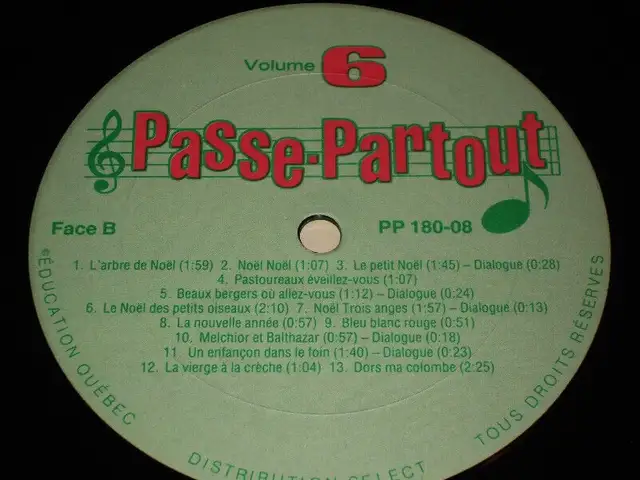 Volume 6
Passe-Partout
Face B
PP 180-08
1. L'arbre de Noël (1:59) 2. Noël Noël (1:07) 3. Le petit Noël (1:45) – Dialogue (0:28)
4. Pastoureaux éveillez-vous (1:07)
5. Beaux bergers où allez-vous (1:12) – Dialogue (0:24)
6. Le Noël des petits oiseaux (2:10) 7. Noël Trois anges (1:57) – Dialogue (0:13)
8. La nouvelle année (0:57) 9. Bleu blanc rouge (0:51)
10. Melchior et Balthazar (0:57) – Dialogue (0:18)
11. Un enfançon dans le foin (1:40) – Dialogue (0:23)
12. La vierge à la crèche (1:04) 13. Dors ma colombe (2:25)
©ÉDUCATION QUÉBEC
DISTRIBUTION SELECT
TOUS DROITS RÉSERVÉS